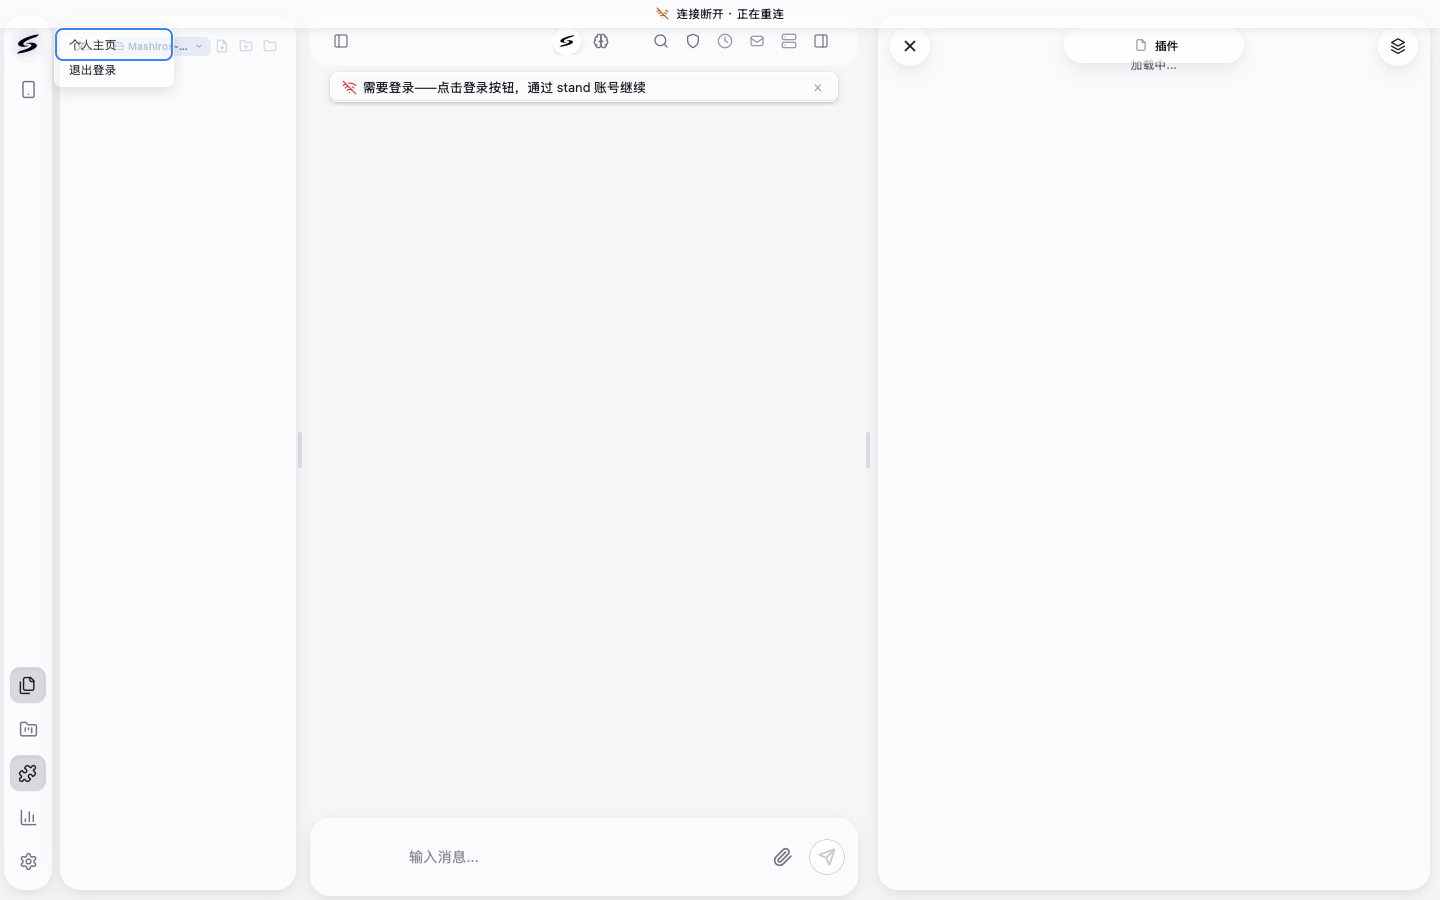 连接断开 · 正在重连
个人主页
Mashiros-...
退出登录
插件
加载中...
需要登录——点击登录按钮，通过 stand 账号继续
输入消息...